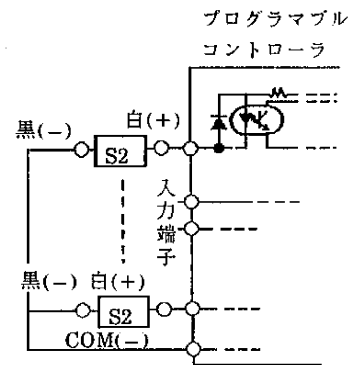 プログラマブル
コントローラ
黒(-)
白(+)
S2
入力端子
黒(-) 白(+)
S2
COM(-)